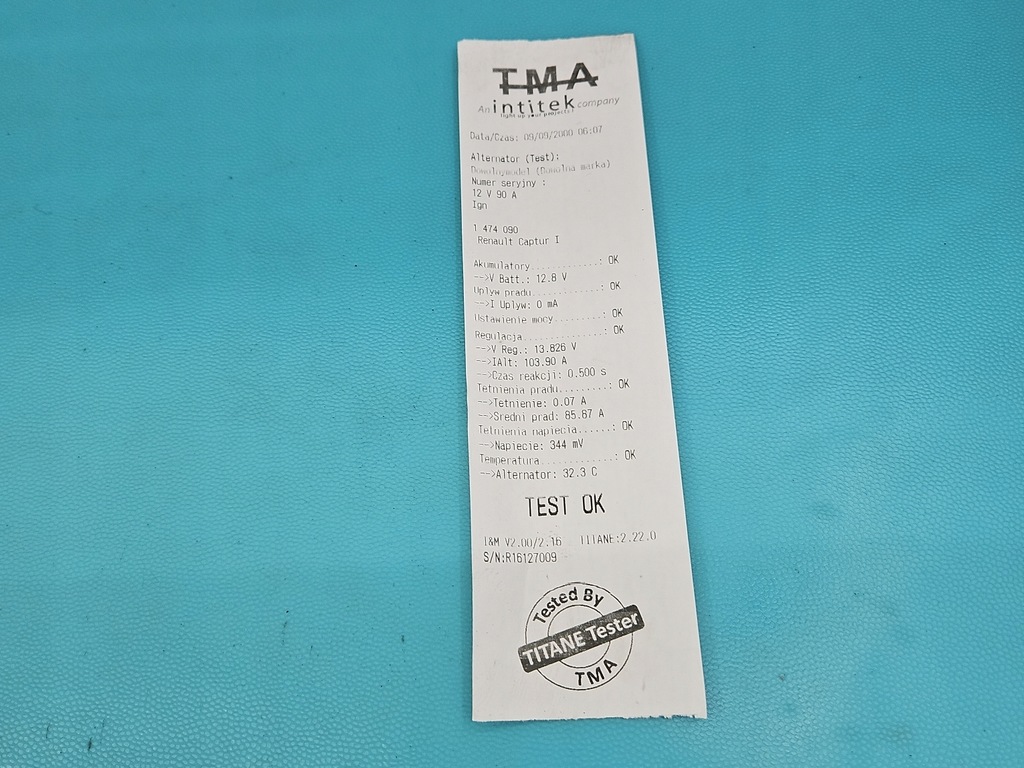 TMA
An intitek company
light up your projects!
Data/Czas: 09/09/2000 06:07
Alternator (Test):
Dowolnymodel (Dowolna marka)
Numer seryjny :
12 V 90 A
Ign
1 474 090
Renault Captur I
Akumulatory............: OK
-->V Batt.: 12.8 V
Uplyw pradu............: OK
-->I Uplyw: 0 mA
Ustawienie mocy.........: OK
Regulacja..............: OK
-->V Reg.: 13.826 V
-->IAlt: 103.90 A
-->Czas reakcji: 0.500 s
Tetnienia pradu.........: OK
-->Tetnienie: 0.07 A
-->Sredni prad: 85.87 A
Tetnienia napiecia......: OK
-->Napiecie: 344 mV
Temperatura............: OK
-->Alternator: 32.3 C
TEST OK
I&M V2.00/2.16 TITANE:2.22.0
S/N:R16127009
Tested By
TITANE Tester
TMA